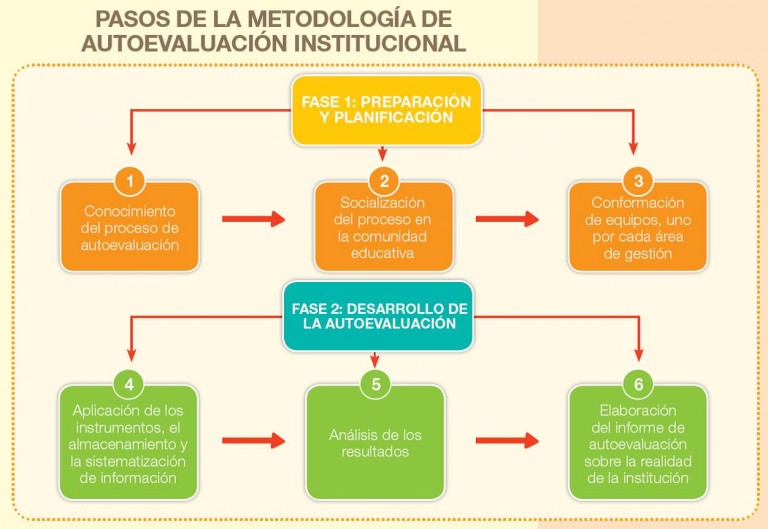 PASOS DE LA METODOLOGÍA DE
AUTOEVALUACIÓN INSTITUCIONAL
FASE 1: PREPARACIÓN
Y PLANIFICACIÓN
1
Conocimiento
del proceso de
autoevaluación
2
Socialización
del proceso en
la comunidad
educativa
3
Conformación
de equipos, uno
por cada área
de gestión
FASE 2: DESARROLLO DE
LA AUTOEVALUACIÓN
4
Aplicación de los
instrumentos, el
almacenamiento y
la sistematización
de información
5
Análisis de los
resultados
6
Elaboración
del informe de
autoevaluación
sobre la realidad
de la institución